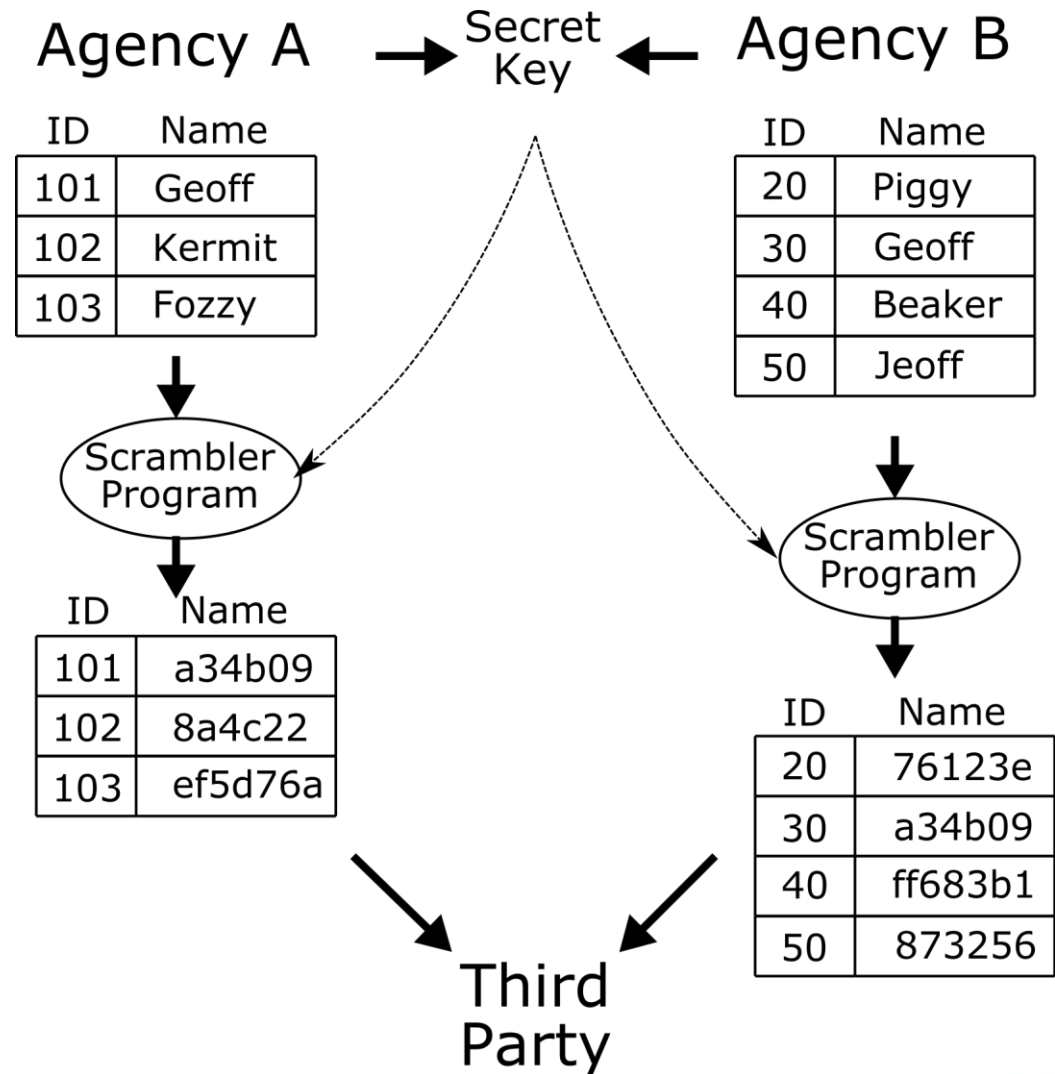 Agency A
Secret
Key
Agency B
ID Name
101 Geoff
102 Kermit
103 Fozzy
ID Name
20 Piggy
30 Geoff
40 Beaker
50 Jeoff
Scrambler
Program
Scrambler
Program
ID Name
101 a34b09
102 8a4c22
103 ef5d76a
ID Name
20 76123e
30 a34b09
40 ff683b1
50 873256
Third
Party